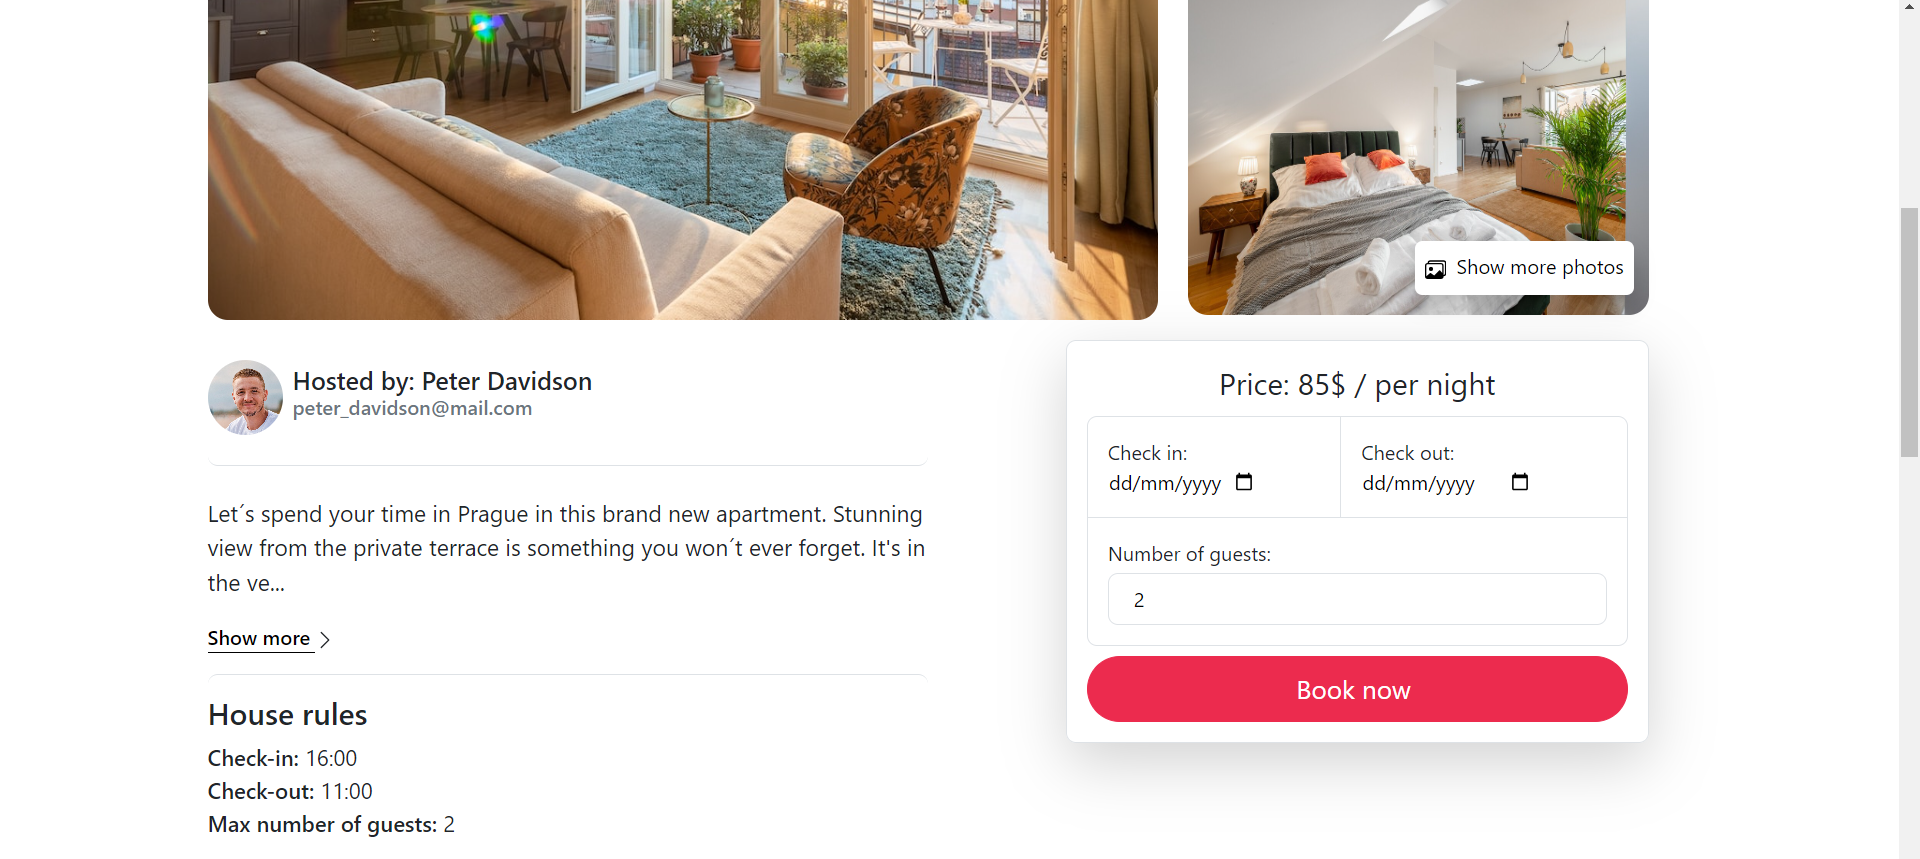 Show more photos
Hosted by: Peter Davidson
peter_davidson@mail.com
Let´s spend your time in Prague in this brand new apartment. Stunning
view from the private terrace is something you won´t ever forget. It's in
the ve...
Show more
House rules
Check-in: 16:00
Check-out: 11:00
Max number of guests: 2
Price: 85$ / per night
Check in:
dd/mm/yyyy
Check out:
dd/mm/yyyy
Number of guests:
2
Book now